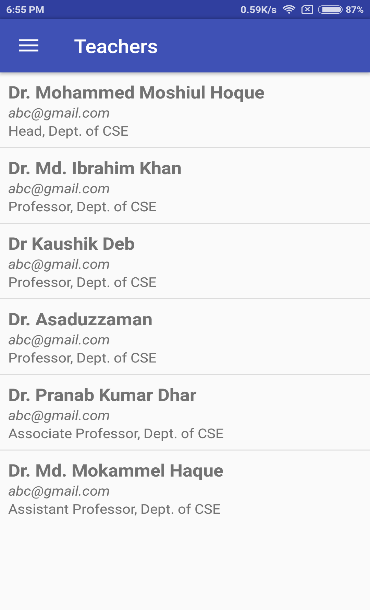 6:55 PM 0.59K/s 87%
Teachers
Dr. Mohammed Moshiul Hoque
abc@gmail.com
Head, Dept. of CSE
Dr. Md. Ibrahim Khan
abc@gmail.com
Professor, Dept. of CSE
Dr Kaushik Deb
abc@gmail.com
Professor, Dept. of CSE
Dr. Asaduzzaman
abc@gmail.com
Professor, Dept. of CSE
Dr. Pranab Kumar Dhar
abc@gmail.com
Associate Professor, Dept. of CSE
Dr. Md. Mokammel Haque
abc@gmail.com
Assistant Professor, Dept. of CSE